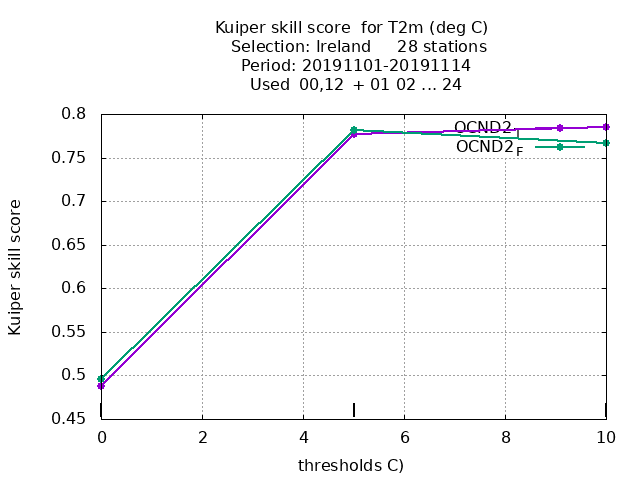 Kuiper skill score  for T2m (deg C)
Selection: Ireland     28 stations
Period: 20191101-20191114
Used  00,12  + 01 02 ... 24
0.8
0.75
0.7
0.65
0.6
0.55
0.5
0.45
Kuiper skill score
OCND2_T
OCND2_F
0 2 4 6 8 10
thresholds C)